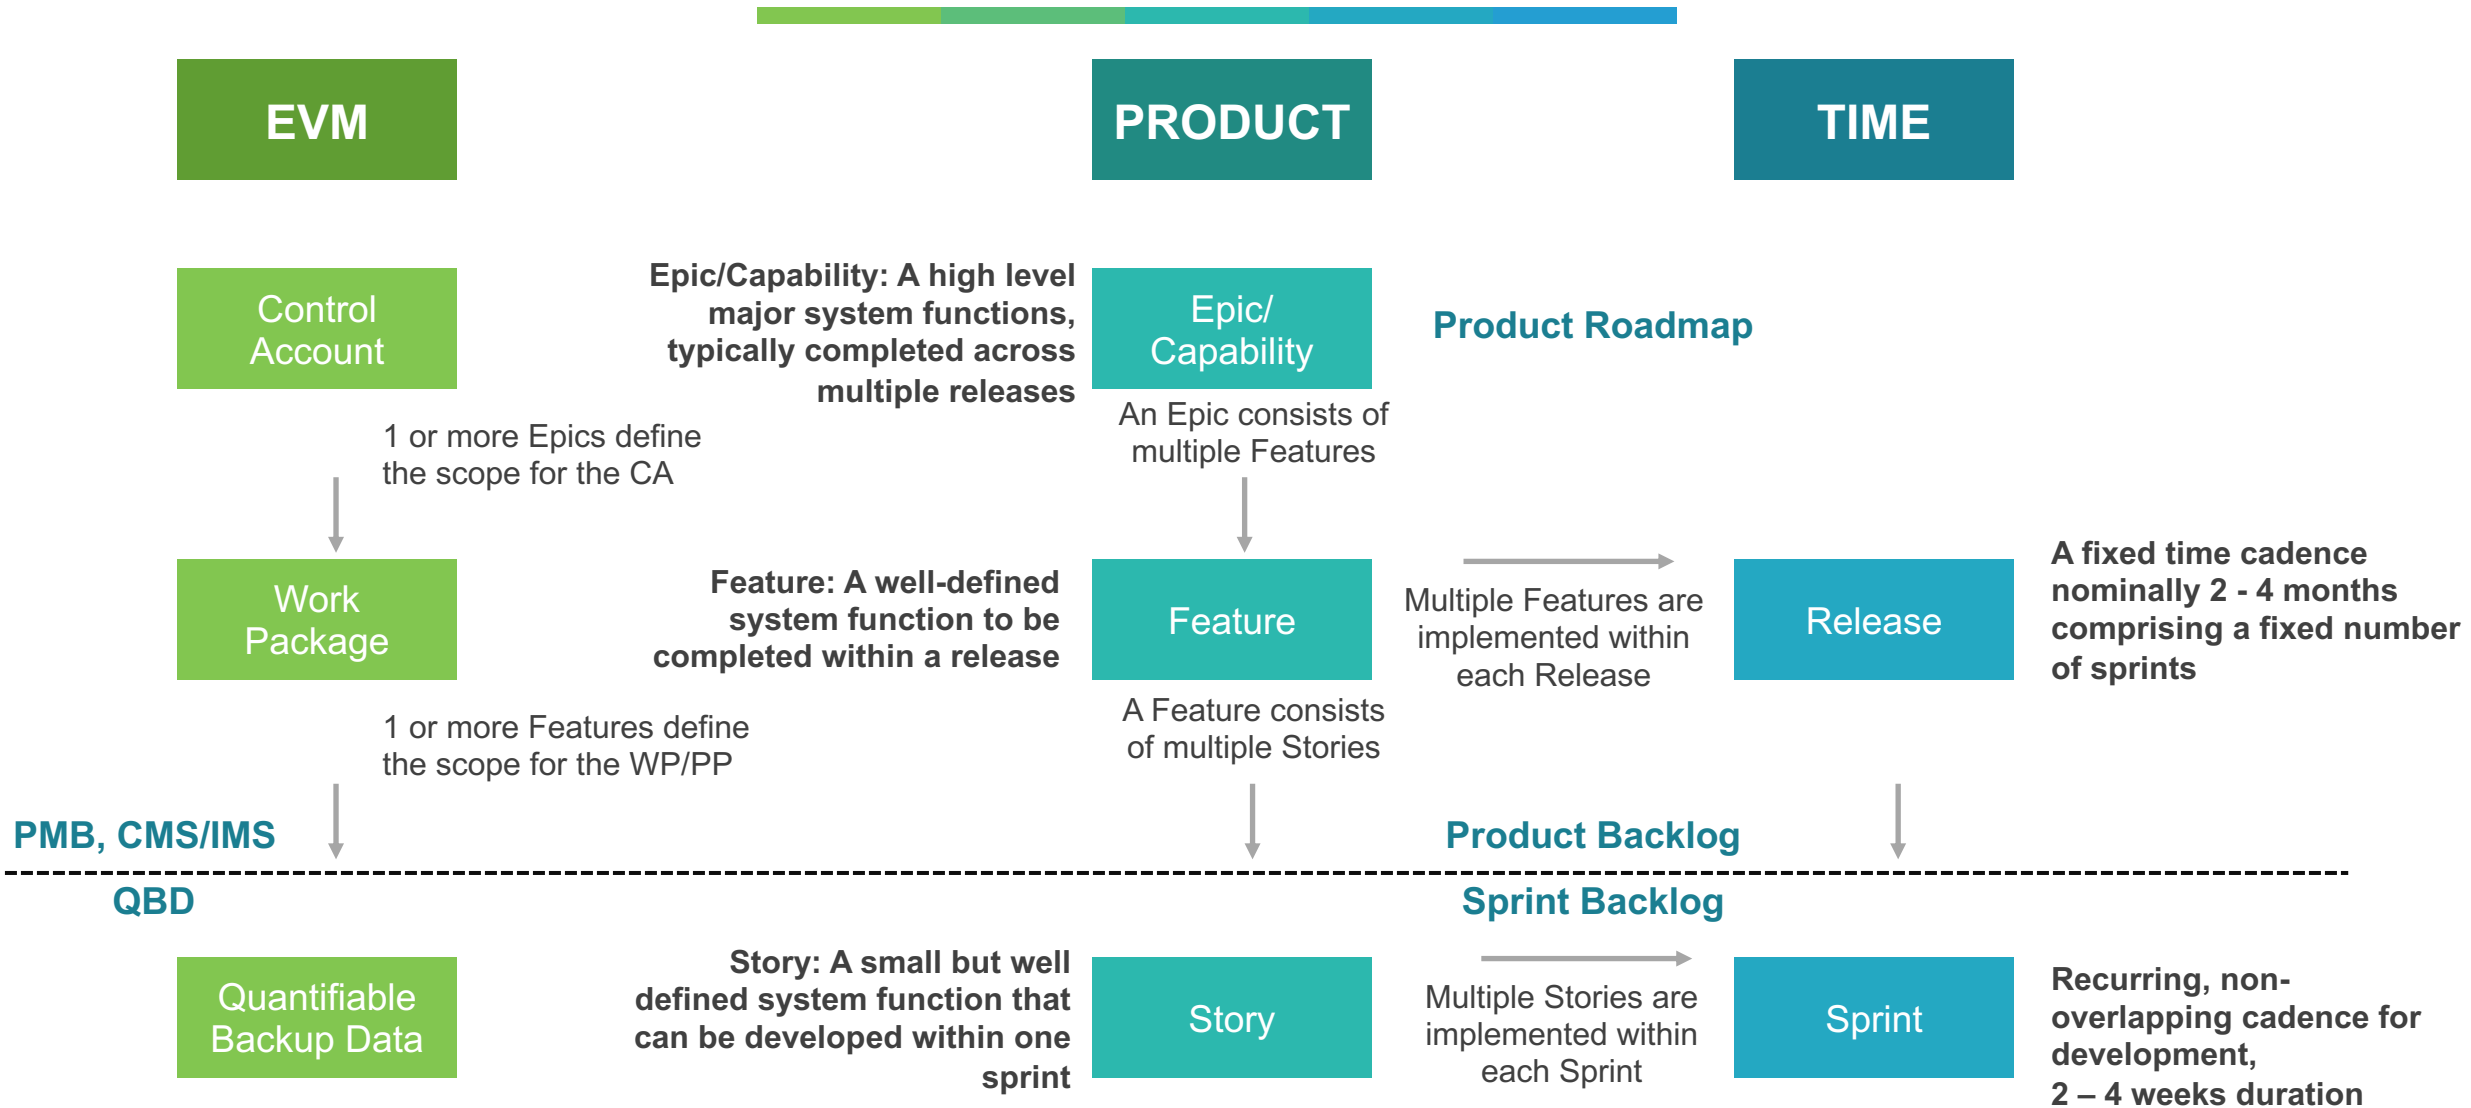 EVM
PRODUCT
TIME
Control
Account
Epic/Capability: A high level
major system functions,
typically completed across
multiple releases
Epic/
Capability
Product Roadmap
1 or more Epics define
the scope for the CA
An Epic consists of
multiple Features
Work
Package
Feature: A well-defined
system function to be
completed within a release
Feature
Multiple Features are
implemented within
each Release
Release
A fixed time cadence
nominally 2 - 4 months
comprising a fixed number
of sprints
1 or more Features define
the scope for the WP/PP
A Feature consists
of multiple Stories
PMB, CMS/IMS
Product Backlog
QBD
Sprint Backlog
Quantifiable
Backup Data
Story: A small but well
defined system function that
can be developed within one
sprint
Story
Multiple Stories are
implemented within
each Sprint
Sprint
Recurring, non-
overlapping cadence for
development,
2 – 4 weeks duration